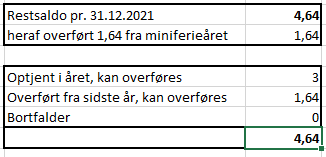 Restsaldo pr. 31.12.2021 4,64
heraf overført 1,64 fra miniferieåret 1,64
Optjent i året, kan overføres 3
Overført fra sidste år, kan overføres 1,64
Bortfalder 0
4,64